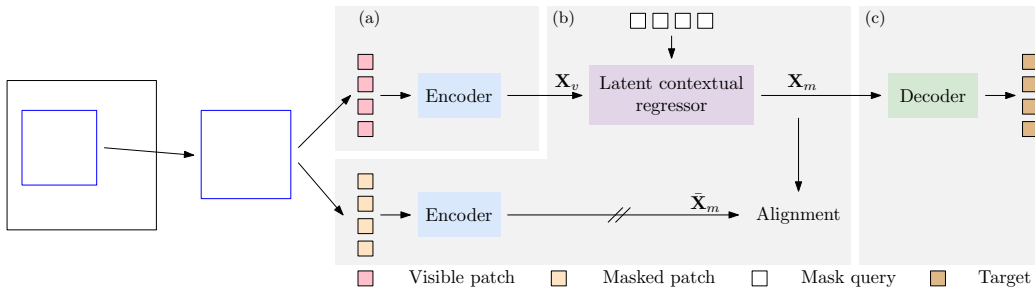 (a)
(b)
(c)
Encoder
X_v
Latent contextual
regressor
X_m
Decoder
Encoder
X̄_m
Alignment
Visible patch
Masked patch
Mask query
Target